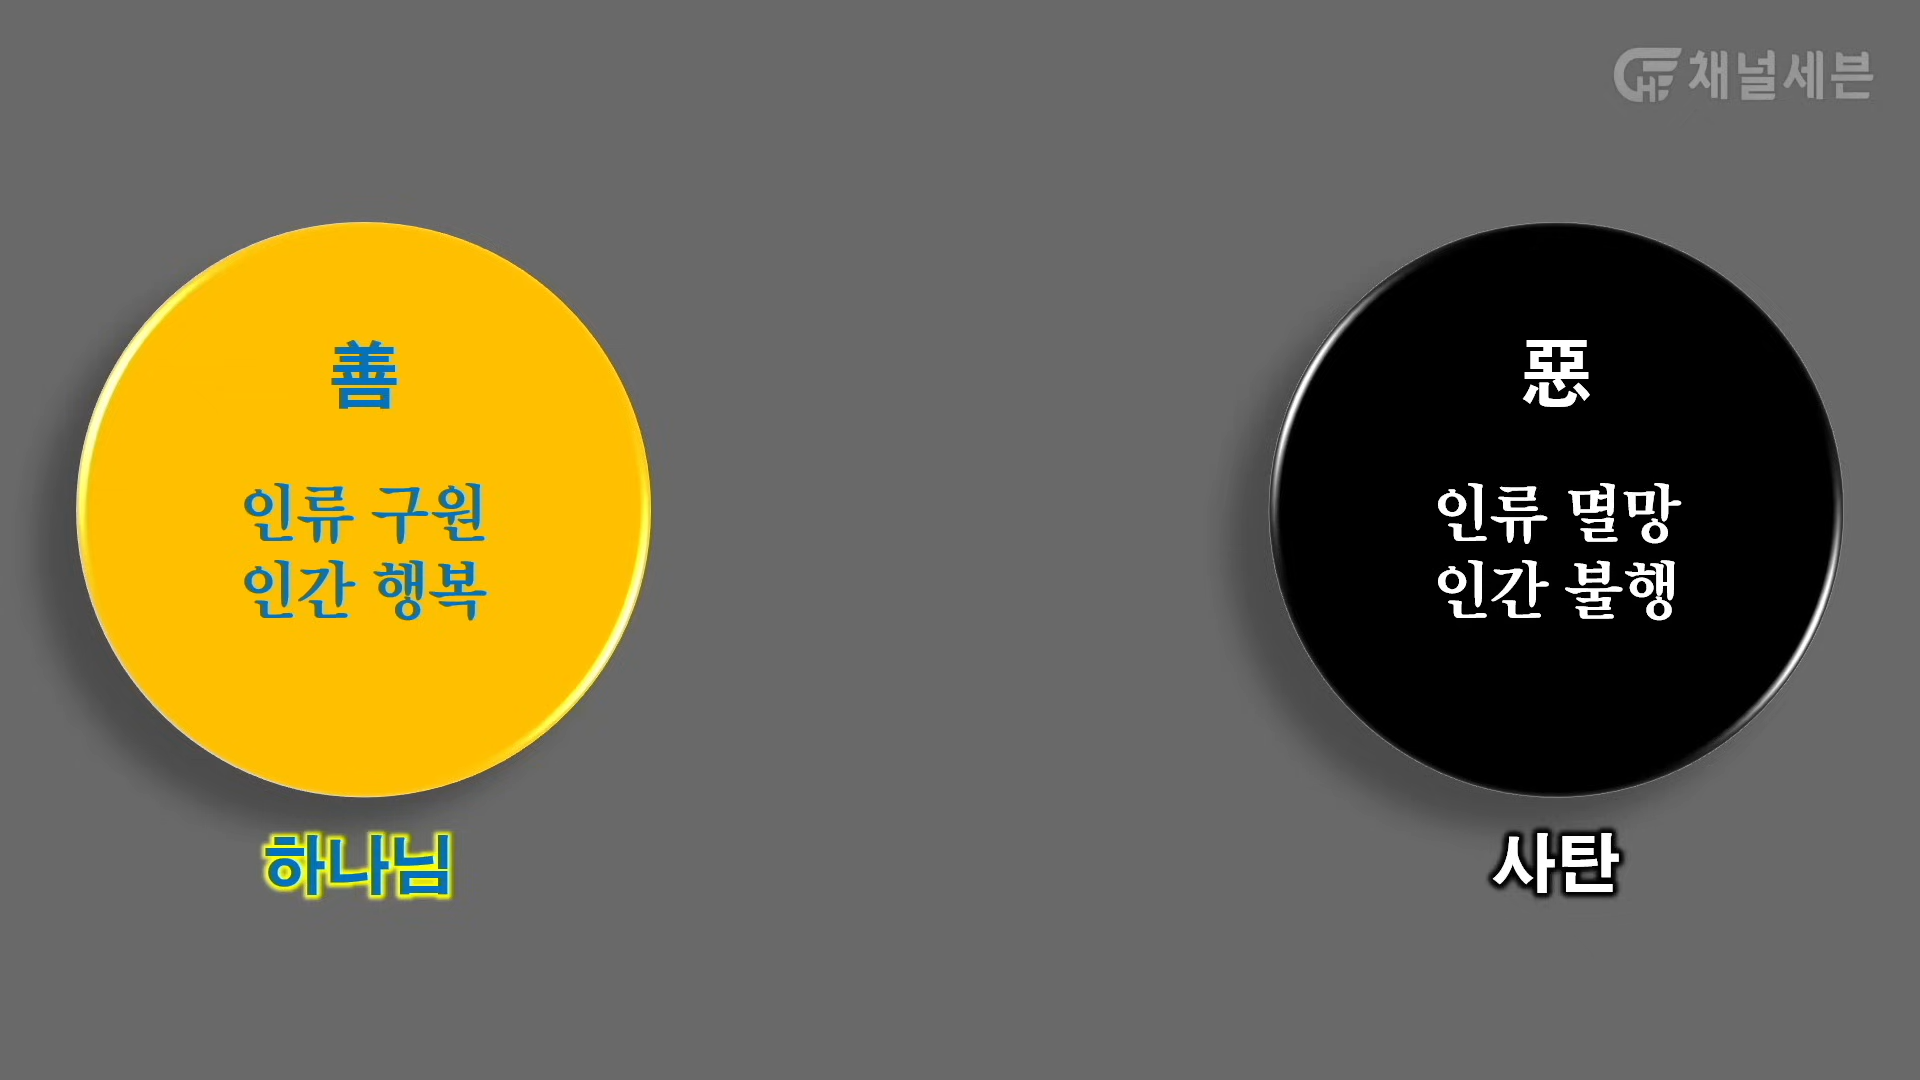 채널세븐
善
인류 구원
인간 행복
하나님
惡
인류 멸망
인간 불행
사탄